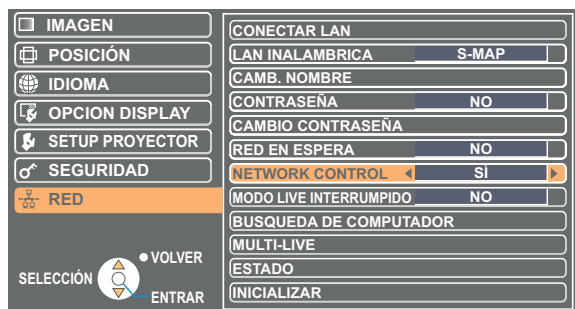 IMAGEN
POSICIÓN
IDIOMA
OPCION DISPLAY
SETUP PROYECTOR
SEGURIDAD
RED
VOLVER
SELECCIÓN
ENTRAR
CONECTAR LAN
LAN INALAMBRICA S-MAP
CAMB. NOMBRE
CONTRASEÑA NO
CAMBIO CONTRASEÑA
RED EN ESPERA NO
NETWORK CONTROL SÌ
MODO LIVE INTERRUMPIDO NO
BUSQUEDA DE COMPUTADOR
MULTI-LIVE
ESTADO
INICIALIZAR